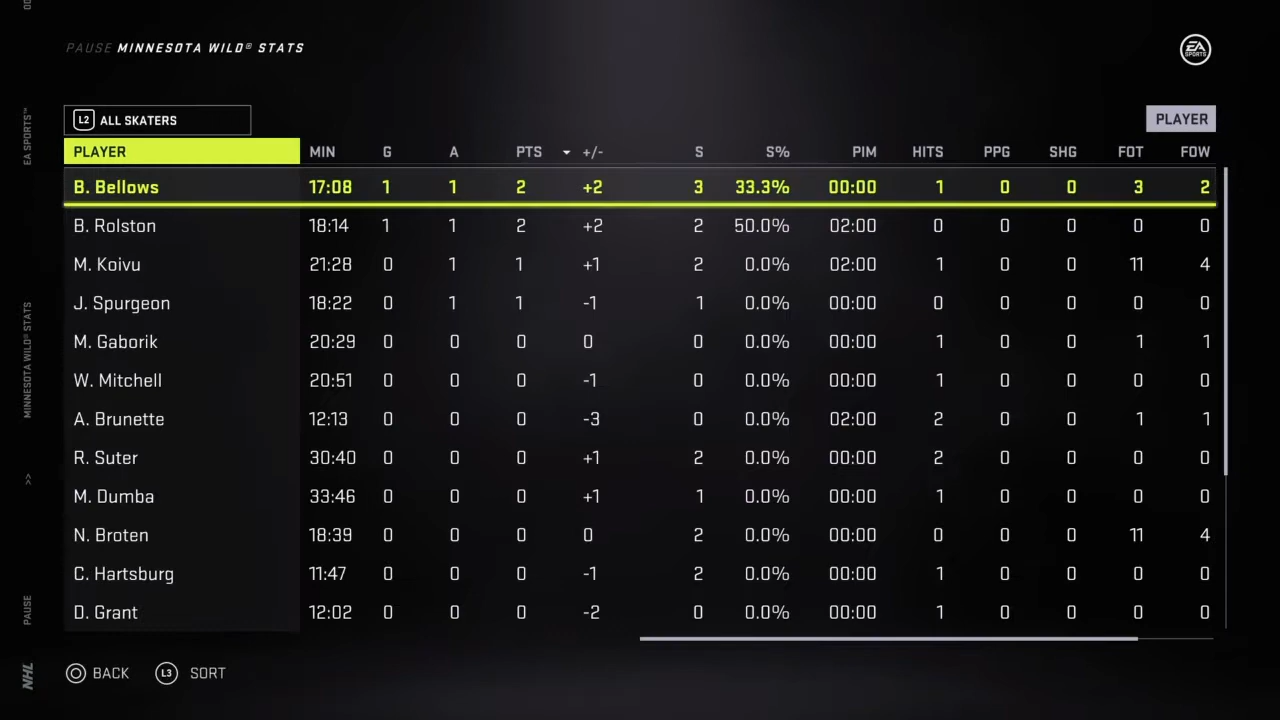 PAUSE MINNESOTA WILD® STATS
EA SPORTS
L2 ALL SKATERS
PLAYER
PLAYER MIN G A PTS +/- S S% PIM HITS PPG SHG FOT FOW
B. Bellows 17:08 1 1 2 +2 3 33.3% 00:00 1 0 0 3 2
B. Rolston 18:14 1 1 2 +2 2 50.0% 02:00 0 0 0 0 0
M. Koivu 21:28 0 1 1 +1 2 0.0% 02:00 1 0 0 11 4
J. Spurgeon 18:22 0 1 1 -1 1 0.0% 00:00 0 0 0 0 0
M. Gaborik 20:29 0 0 0 0 0 0.0% 00:00 1 0 0 1 1
W. Mitchell 20:51 0 0 0 -1 0 0.0% 00:00 1 0 0 0 0
A. Brunette 12:13 0 0 0 -3 0 0.0% 02:00 2 0 0 1 1
R. Suter 30:40 0 0 0 +1 2 0.0% 00:00 2 0 0 0 0
M. Dumba 33:46 0 0 0 +1 1 0.0% 00:00 1 0 0 0 0
N. Broten 18:39 0 0 0 0 2 0.0% 00:00 0 0 0 11 4
C. Hartsburg 11:47 0 0 0 -1 2 0.0% 00:00 1 0 0 0 0
D. Grant 12:02 0 0 0 -2 0 0.0% 00:00 1 0 0 0 0
BACK L3 SORT
NHL PAUSE >> MINNESOTA WILD® STATS EA SPORTS™